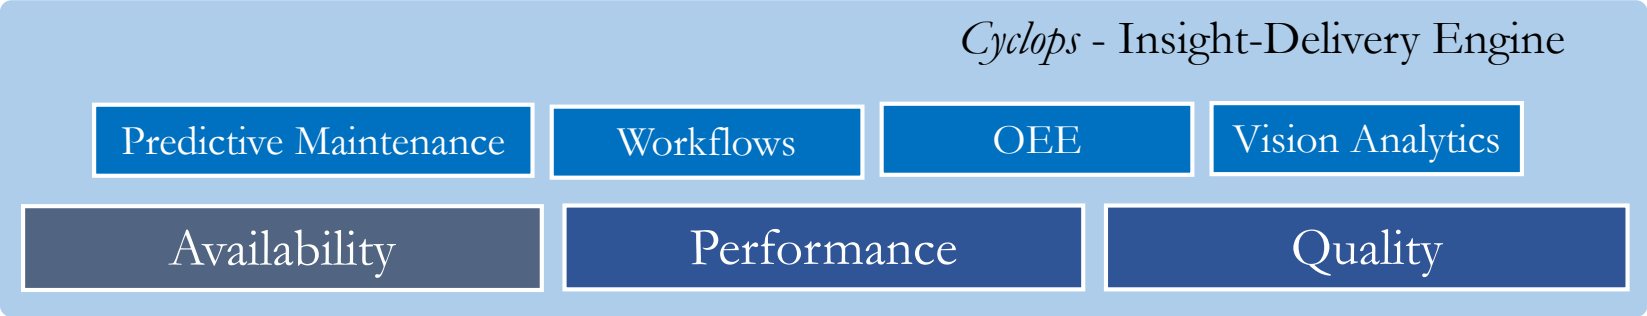 Cyclops - Insight-Delivery Engine
Predictive Maintenance
Workflows
OEE
Vision Analytics
Availability
Performance
Quality